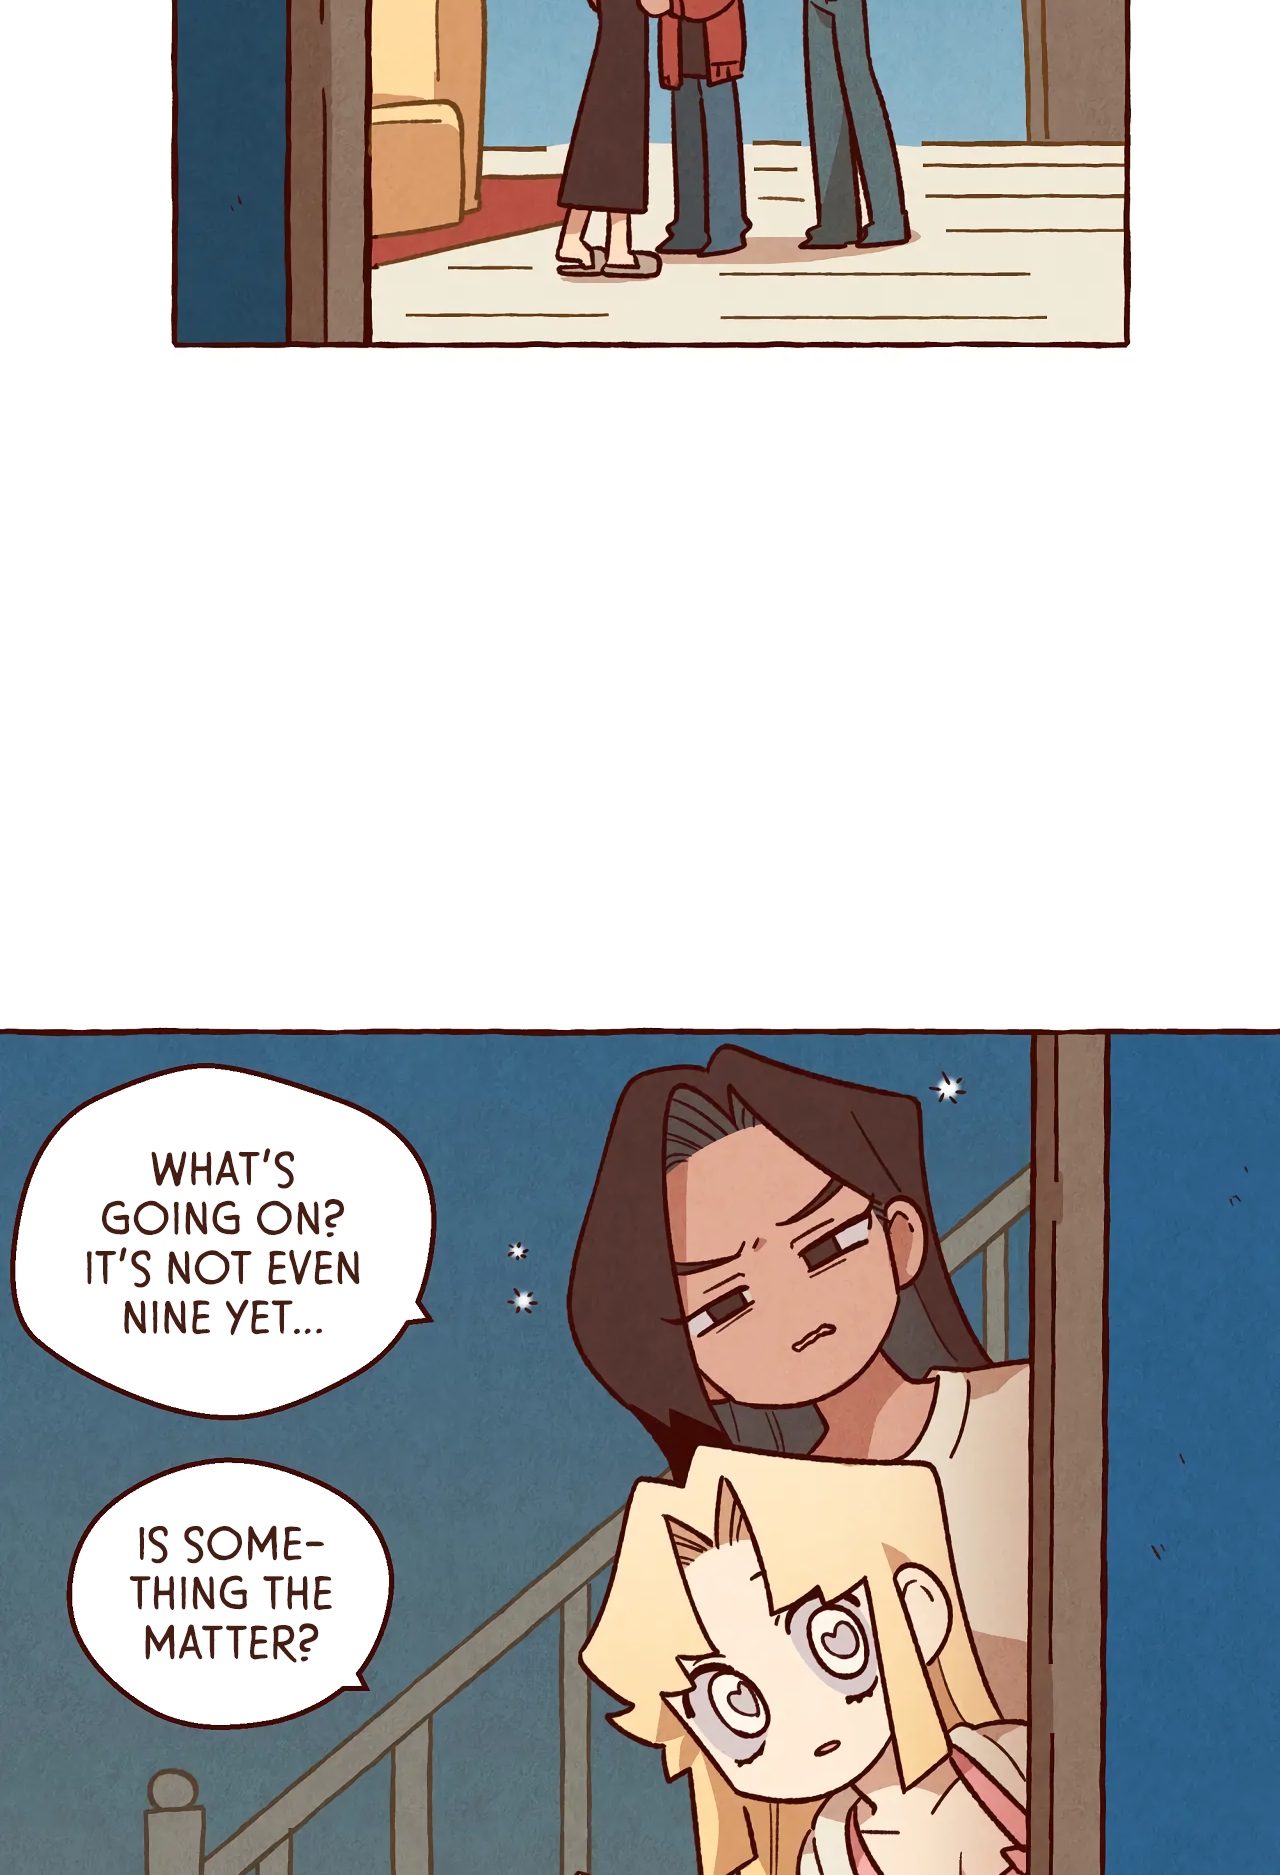 WHAT'S
GOING ON?
IT'S NOT EVEN
NINE YET...
IS SOME-
THING THE
MATTER?